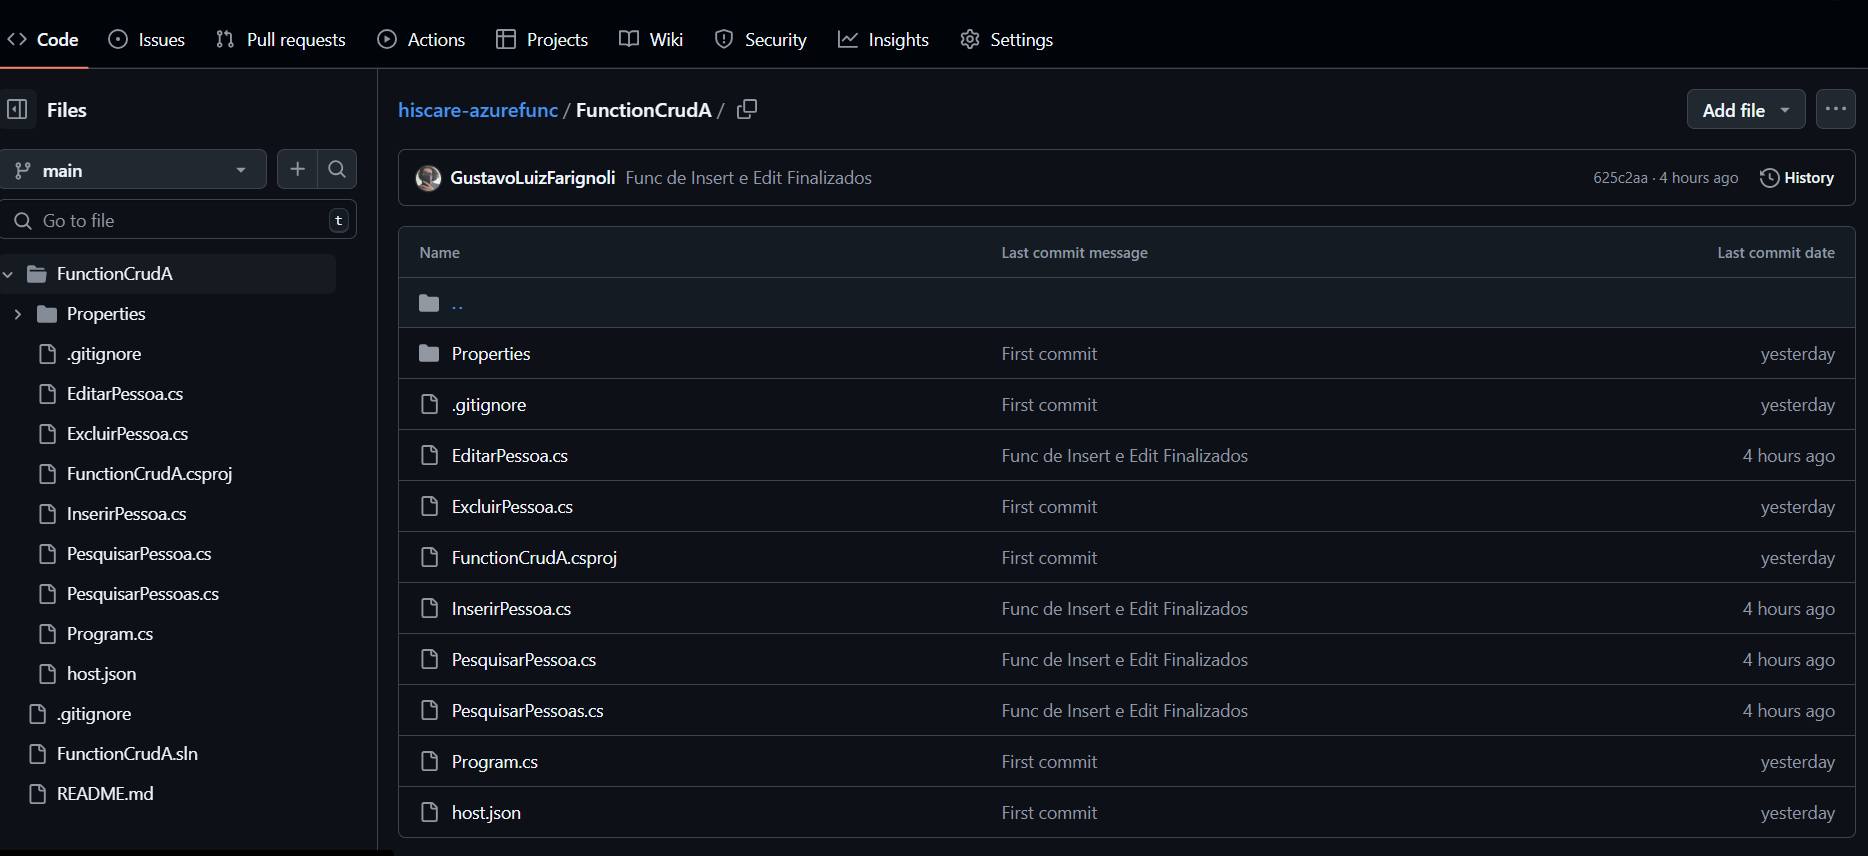 Code Issues Pull requests Actions Projects Wiki Security Insights Settings
Files
main
Go to file t
FunctionCrudA
Properties
.gitignore
EditarPessoa.cs
ExcluirPessoa.cs
FunctionCrudA.csproj
InserirPessoa.cs
PesquisarPessoa.cs
PesquisarPessoas.cs
Program.cs
host.json
.gitignore
FunctionCrudA.sln
README.md
hiscare-azurefunc / FunctionCrudA /
Add file
GustavoLuizFarignoli Func de Insert e Edit Finalizados 625c2aa · 4 hours ago History
Name Last commit message Last commit date
..
Properties First commit yesterday
.gitignore First commit yesterday
EditarPessoa.cs Func de Insert e Edit Finalizados 4 hours ago
ExcluirPessoa.cs First commit yesterday
FunctionCrudA.csproj First commit yesterday
InserirPessoa.cs Func de Insert e Edit Finalizados 4 hours ago
PesquisarPessoa.cs Func de Insert e Edit Finalizados 4 hours ago
PesquisarPessoas.cs Func de Insert e Edit Finalizados 4 hours ago
Program.cs First commit yesterday
host.json First commit yesterday